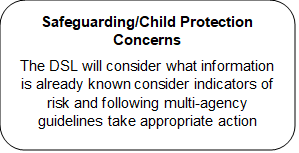 Safeguarding/Child Protection
Concerns
The DSL will consider what information
is already known consider indicators of
risk and following multi-agency
guidelines take appropriate action